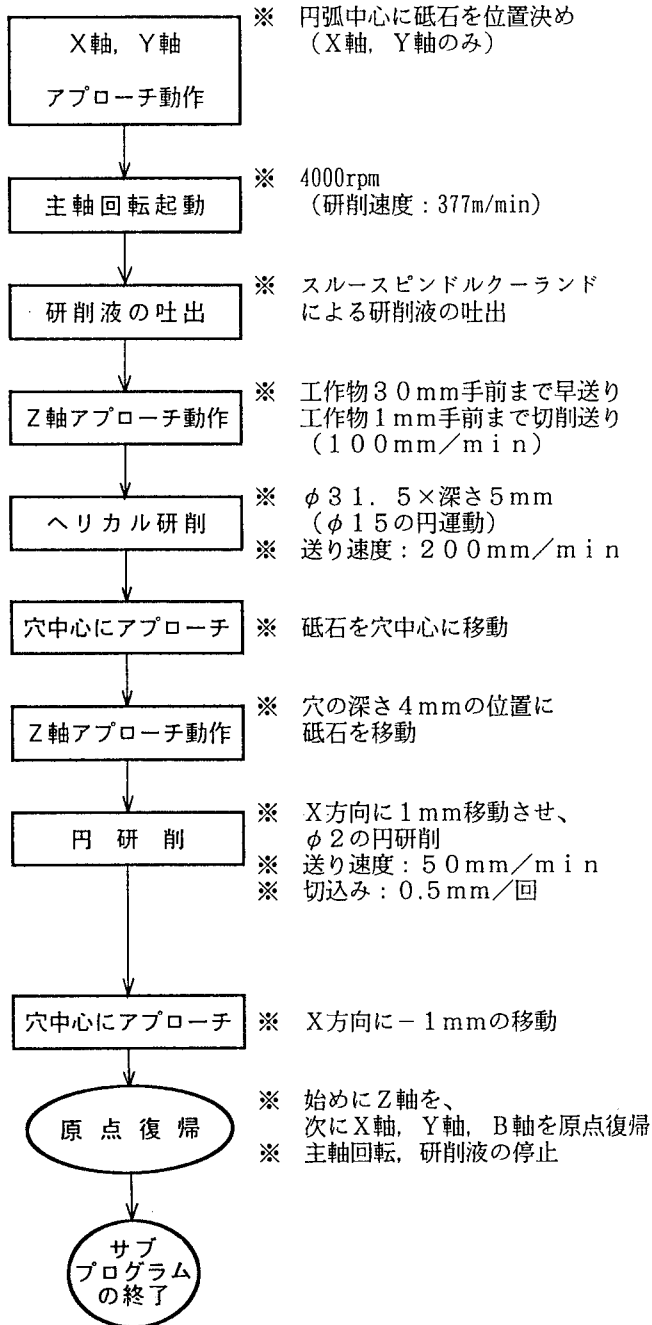 X軸, Y軸
アプローチ動作
※ 円弧中心に砥石を位置決め
(X軸, Y軸のみ)
主軸回転起動
※ 4000rpm
(研削速度:377m/min)
研削液の吐出
※ スルースピンドルクーランド
による研削液の吐出
Z軸アプローチ動作
※ 工作物30mm手前まで早送り
工作物1mm手前まで切削送り
(100mm/min)
ヘリカル研削
※ φ31.5×深さ5mm
(φ15の円運動)
※ 送り速度:200mm/min
穴中心にアプローチ
※ 砥石を穴中心に移動
Z軸アプローチ動作
※ 穴の深さ4mmの位置に
砥石を移動
円研削
※ X方向に1mm移動させ、
φ2の円研削
※ 送り速度:50mm/min
※ 切込み:0.5mm/回
穴中心にアプローチ
※ X方向に-1mmの移動
原点復帰
※ 始めにZ軸を、
次にX軸, Y軸, B軸を原点復帰
※ 主軸回転, 研削液の停止
サブ
プログラム
の終了